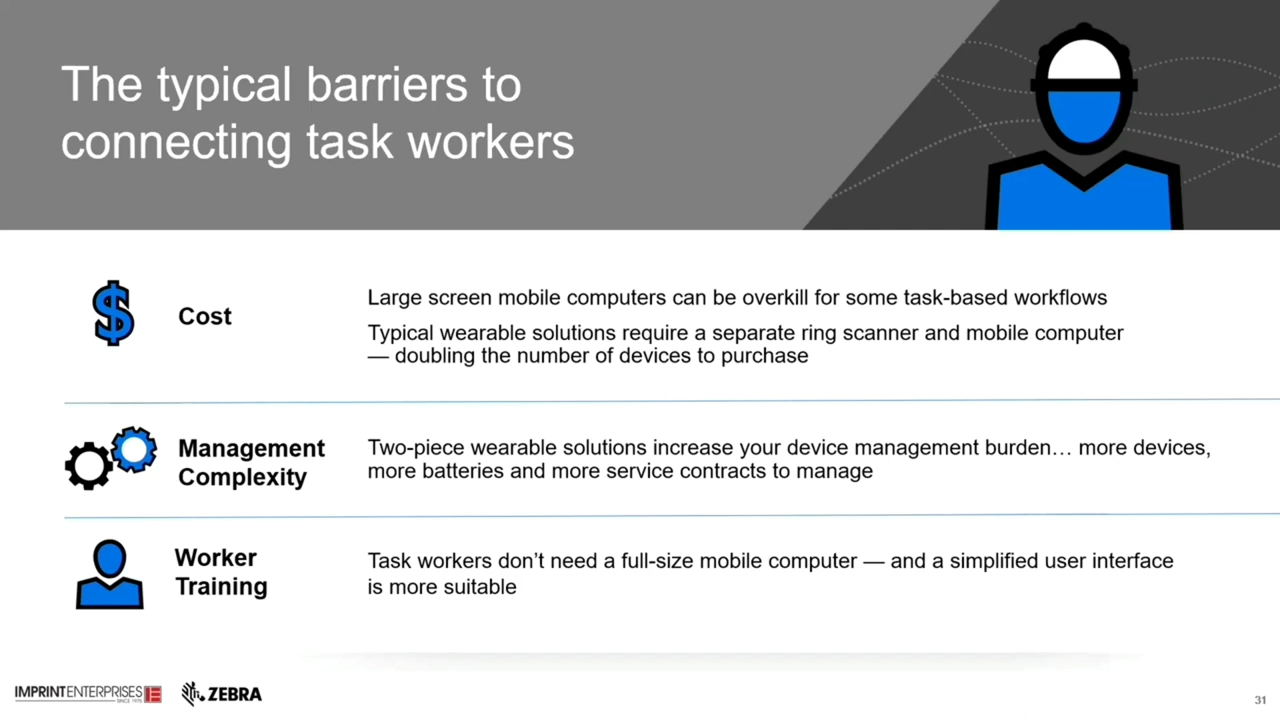 The typical barriers to
connecting task workers
Cost
Large screen mobile computers can be overkill for some task-based workflows
Typical wearable solutions require a separate ring scanner and mobile computer
— doubling the number of devices to purchase
Management
Complexity
Two-piece wearable solutions increase your device management burden… more devices,
more batteries and more service contracts to manage
Worker
Training
Task workers don’t need a full-size mobile computer — and a simplified user interface
is more suitable
IMPRINTENTERPRISES
SINCE 1970
ZEBRA
31